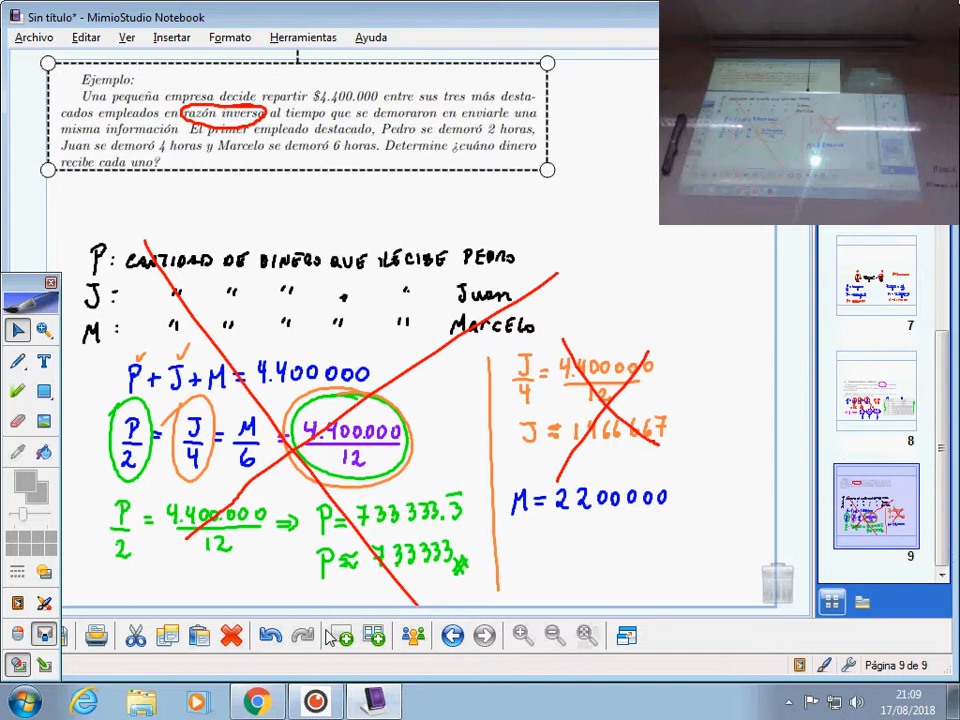 Sin título* - MimioStudio Notebook
Archivo Editar Ver Insertar Formato Herramientas Ayuda
Ejemplo:
Una pequeña empresa decide repartir $4.400.000 entre sus tres más desta-
cados empleados en razón inversa al tiempo que se demoraron en enviarle una
misma información El primer empleado destacado, Pedro se demoró 2 horas,
Juan se demoró 4 horas y Marcelo se demoró 6 horas. Determine ¿cuáno dinero
recibe cada uno?
P: CANTIDAD DE DINERO QUE RECIBE PEDRO
J: " " " " " Juan
M: " " " " " MARCELO
P + J + M = 4.400000
P/2 = J/4 = M/6 = 4.400.000/12
P/2 = 4.400.000/12 ⇒ P = 733333.3̅
P ≈ 733333
J/4 = 4.400000/12
J ≈ 1466667
M = 2200000
7
8
9
Página 9 de 9
21:09
17/08/2018